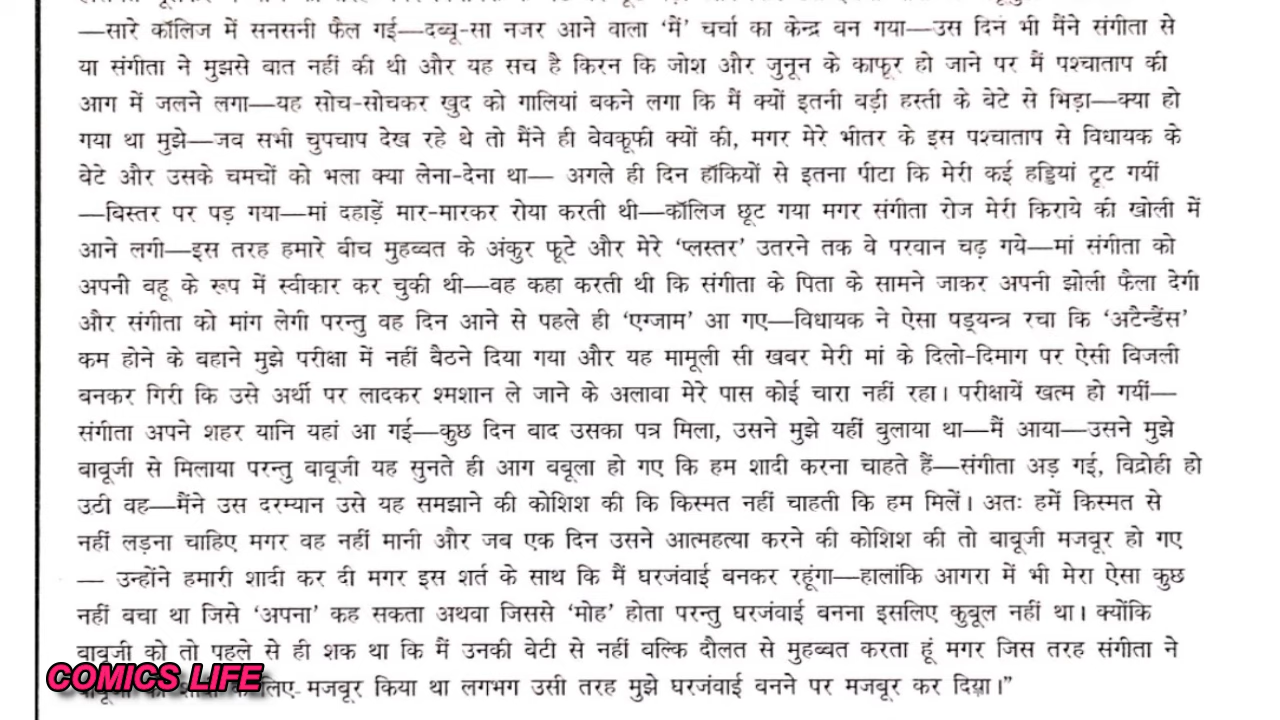 —सारे कॉलिज में सनसनी फैल गई—दब्बू-सा नजर आने वाला ‘मैं’ चर्चा का केन्द्र बन गया—उस दिन भी मैंने संगीता से
या संगीता ने मुझसे बात नहीं की थी और यह सच है किरन कि जोश और जुनून के काफूर हो जाने पर मैं पश्चाताप की
आग में जलने लगा—यह सोच-सोचकर खुद को गालियां बकने लगा कि मैं क्यों इतनी बड़ी हस्ती के बेटे से भिड़ा—क्या हो
गया था मुझे—जब सभी चुपचाप देख रहे थे तो मैंने ही बेवकूफी क्यों की, मगर मेरे भीतर के इस पश्चाताप से विधायक के
बेटे और उसके चमचों को भला क्या लेना-देना था— अगले ही दिन हॉकियों से इतना पीटा कि मेरी कई हड्डियां टूट गयीं
—बिस्तर पर पड़ गया—मां दहाड़ें मार-मारकर रोया करती थी—कॉलिज छूट गया मगर संगीता रोज मेरी किराये की खोली में
आने लगी—इस तरह हमारे बीच मुहब्बत के अंकुर फूटे और मेरे ‘प्लस्तर’ उतरने तक वे परवान चढ़ गये—मां संगीता को
अपनी बहू के रूप में स्वीकार कर चुकी थी—वह कहा करती थी कि संगीता के पिता के सामने जाकर अपनी झोली फैला देगी
और संगीता को मांग लेगी परन्तु वह दिन आने से पहले ही ‘एग्जाम’ आ गए—विधायक ने ऐसा षड्यन्त्र रचा कि ‘अटैन्डैंस’
कम होने के बहाने मुझे परीक्षा में नहीं बैठने दिया गया और यह मामूली सी खबर मेरी मां के दिलो-दिमाग पर ऐसी बिजली
बनकर गिरी कि उसे अर्थी पर लादकर श्मशान ले जाने के अलावा मेरे पास कोई चारा नहीं रहा। परीक्षायें खत्म हो गयीं—
संगीता अपने शहर यानि यहां आ गई—कुछ दिन बाद उसका पत्र मिला, उसने मुझे यहीं बुलाया था—मैं आया—उसने मुझे
बाबूजी से मिलाया परन्तु बाबूजी यह सुनते ही आग बबूला हो गए कि हम शादी करना चाहते हैं—संगीता अड़ गई, विद्रोही हो
उठी वह—मैंने उस दरम्यान उसे यह समझाने की कोशिश की कि किस्मत नहीं चाहती कि हम मिलें। अतः हमें किस्मत से
नहीं लड़ना चाहिए मगर वह नहीं मानी और जब एक दिन उसने आत्महत्या करने की कोशिश की तो बाबूजी मजबूर हो गए
— उन्होंने हमारी शादी कर दी मगर इस शर्त के साथ कि मैं घरजंवाई बनकर रहूंगा—हालांकि आगरा में भी मेरा ऐसा कुछ
नहीं बचा था जिसे ‘अपना’ कह सकता अथवा जिससे ‘मोह’ होता परन्तु घरजंवाई बनना इसलिए कुबूल नहीं था। क्योंकि
बाबूजी को तो पहले से ही शक था कि मैं उनकी बेटी से नहीं बल्कि दौलत से मुहब्बत करता हूं मगर जिस तरह संगीता ने
लिए मजबूर किया था लगभग उसी तरह मुझे घरजंवाई बनने पर मजबूर कर दिया।”
COMICS LIFE